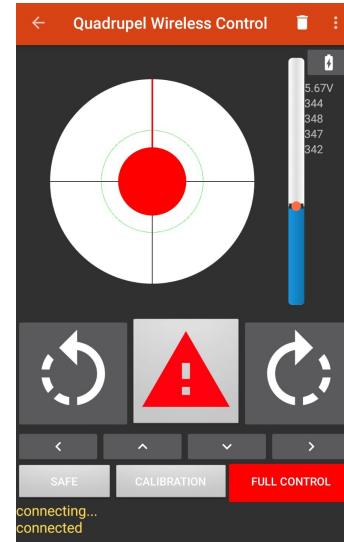 Quadrupel Wireless Control
5.67V
344
348
347
342
SAFE
CALIBRATION
FULL CONTROL
connecting...
connected